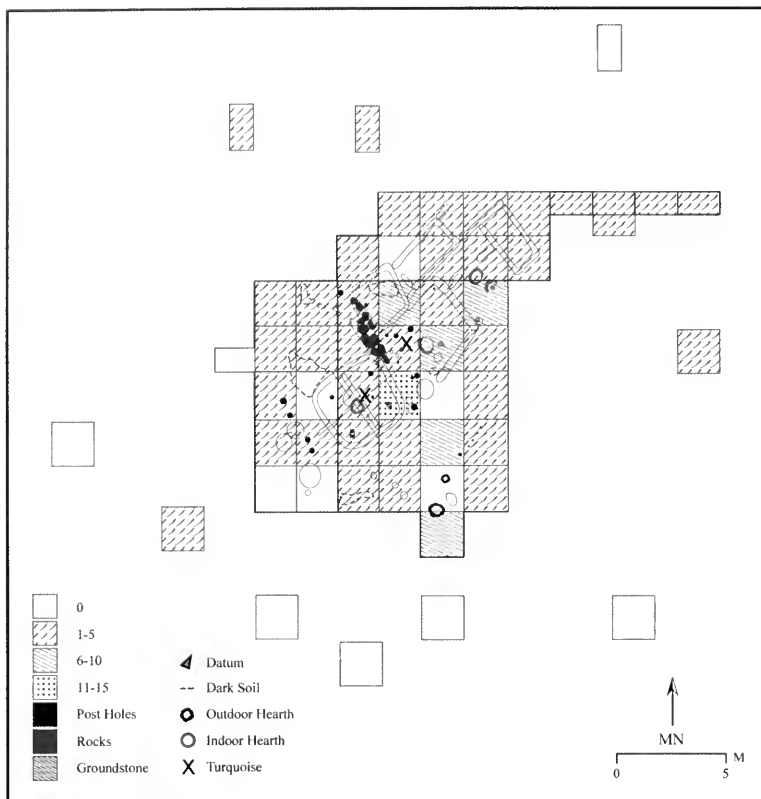 0
1-5
6-10
11-15
Post Holes
Rocks
Groundstone
Datum
Dark Soil
Outdoor Hearth
Indoor Hearth
Turquoise
MN
M
0 5